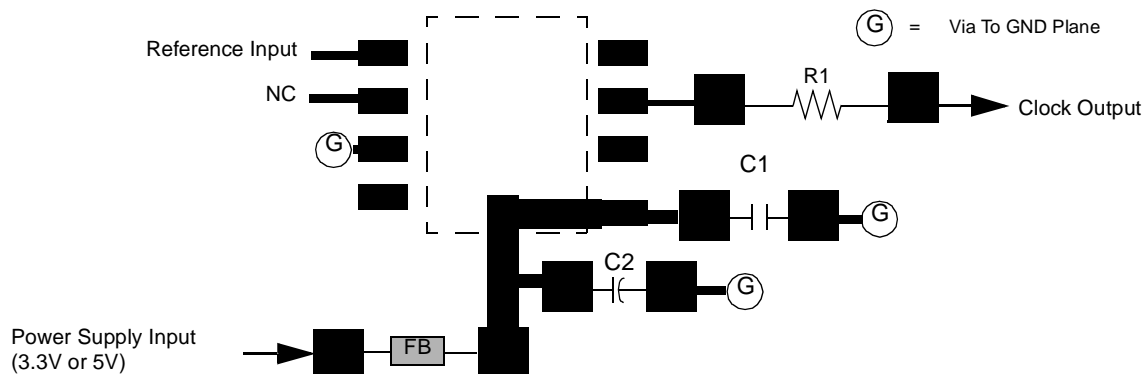 G = Via To GND Plane
Reference Input
R1
NC
Clock Output
G
C1
G
C2
G
Power Supply Input
(3.3V or 5V)
FB